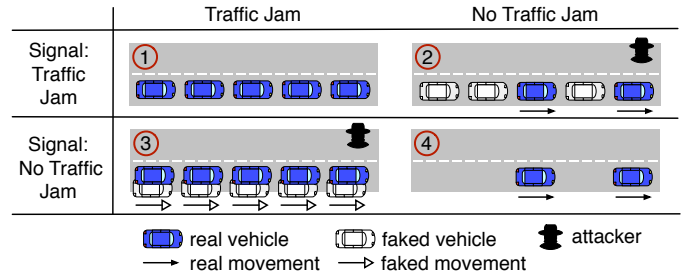 Traffic Jam No Traffic Jam
Signal:
Traffic
Jam
1 2
Signal:
No Traffic
Jam
3 4
real vehicle faked vehicle attacker
real movement faked movement